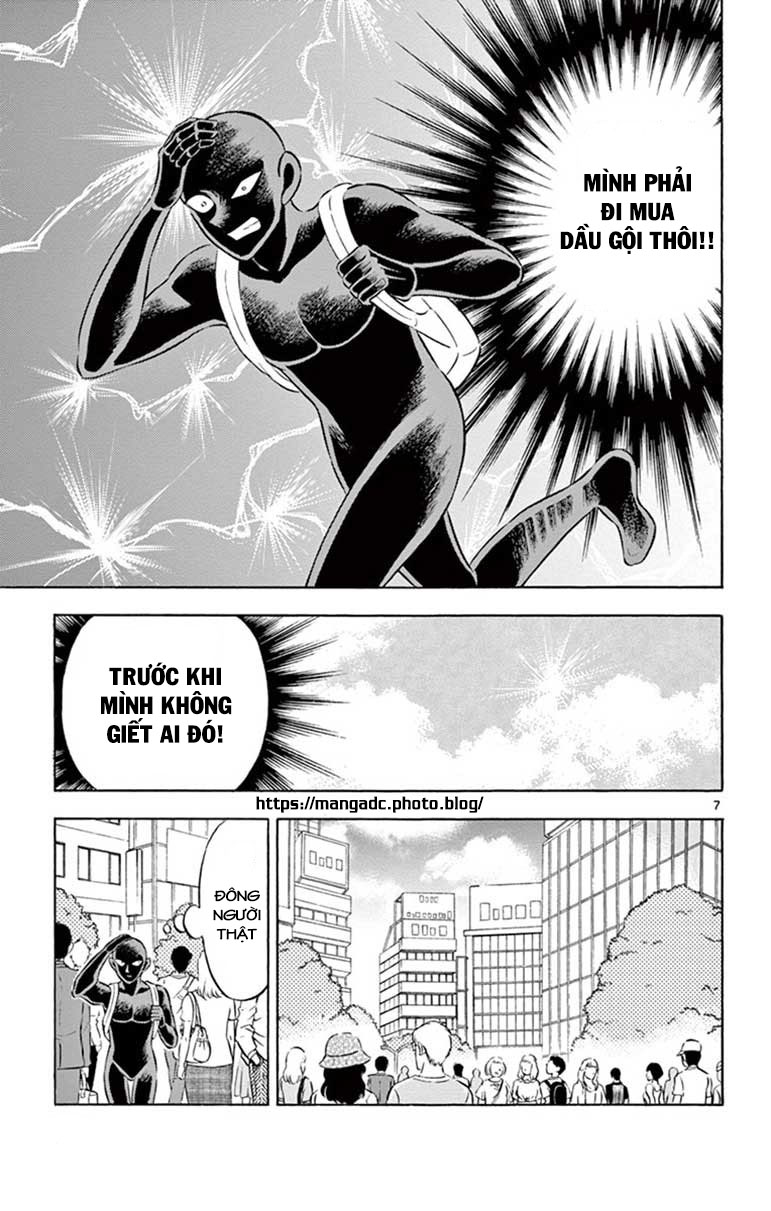 MÌNH PHẢI
ĐI MUA
DẦU GỘI THÔI!!
TRƯỚC KHI
MÌNH KHÔNG
GIẾT AI ĐÓ!
https://mangadc.photo.blog/
7
ĐÔNG
NGƯỜI
THẬT